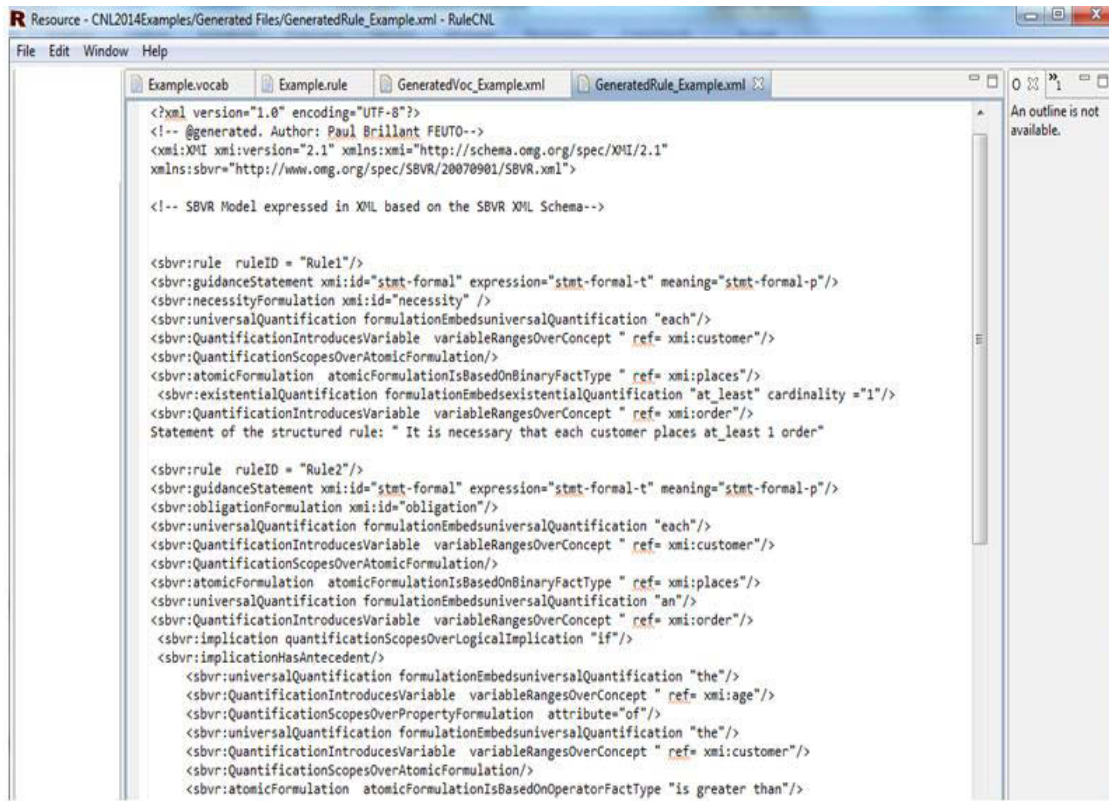 R Resource - CNL2014Examples/Generated Files/GeneratedRule_Example.xml - RuleCNL
File Edit Window Help
Example.vocab Example.rule GeneratedVoc_Example.xml GeneratedRule_Example.xml
O »1
An outline is not
available.
<?xml version="1.0" encoding="UTF-8"?>
<!-- @generated. Author: Paul Brillant FEUTO-->
<xmi:XMI xmi:version="2.1" xmlns:xmi="http://schema.omg.org/spec/XMI/2.1"
xmlns:sbvr="http://www.omg.org/spec/SBVR/20070901/SBVR.xml">
<!-- SBVR Model expressed in XML based on the SBVR XML Schema-->
<sbvr:rule ruleID = "Rule1"/>
<sbvr:guidanceStatement xmi:id="stmt-formal" expression="stmt-formal-t" meaning="stmt-formal-p"/>
<sbvr:necessityFormulation xmi:id="necessity" />
<sbvr:universalQuantification formulationEmbedsuniversalQuantification "each"/>
<sbvr:QuantificationIntroducesVariable variableRangesOverConcept " ref= xmi:customer"/>
<sbvr:QuantificationScopesOverAtomicFormulation/>
<sbvr:atomicFormulation atomicFormulationIsBasedOnBinaryFactType " ref= xmi:places"/>
<sbvr:existentialQuantification formulationEmbedsexistentialQuantification "at_least" cardinality ="1"/>
<sbvr:QuantificationIntroducesVariable variableRangesOverConcept " ref= xmi:order"/>
Statement of the structured rule: " It is necessary that each customer places at_least 1 order"
<sbvr:rule ruleID = "Rule2"/>
<sbvr:guidanceStatement xmi:id="stmt-formal" expression="stmt-formal-t" meaning="stmt-formal-p"/>
<sbvr:obligationFormulation xmi:id="obligation"/>
<sbvr:universalQuantification formulationEmbedsuniversalQuantification "each"/>
<sbvr:QuantificationIntroducesVariable variableRangesOverConcept " ref= xmi:customer"/>
<sbvr:QuantificationScopesOverAtomicFormulation/>
<sbvr:atomicFormulation atomicFormulationIsBasedOnBinaryFactType " ref= xmi:places"/>
<sbvr:universalQuantification formulationEmbedsuniversalQuantification "an"/>
<sbvr:QuantificationIntroducesVariable variableRangesOverConcept " ref= xmi:order"/>
<sbvr:implication quantificationScopesOverLogicalImplication "if"/>
<sbvr:implicationHasAntecedent/>
<sbvr:universalQuantification formulationEmbedsuniversalQuantification "the"/>
<sbvr:QuantificationIntroducesVariable variableRangesOverConcept " ref= xmi:age"/>
<sbvr:QuantificationScopesOverPropertyFormulation attribute="of"/>
<sbvr:universalQuantification formulationEmbedsuniversalQuantification "the"/>
<sbvr:QuantificationIntroducesVariable variableRangesOverConcept " ref= xmi:customer"/>
<sbvr:QuantificationScopesOverAtomicFormulation/>
<sbvr:atomicFormulation atomicFormulationIsBasedOnOperatorFactType "is greater than"/>